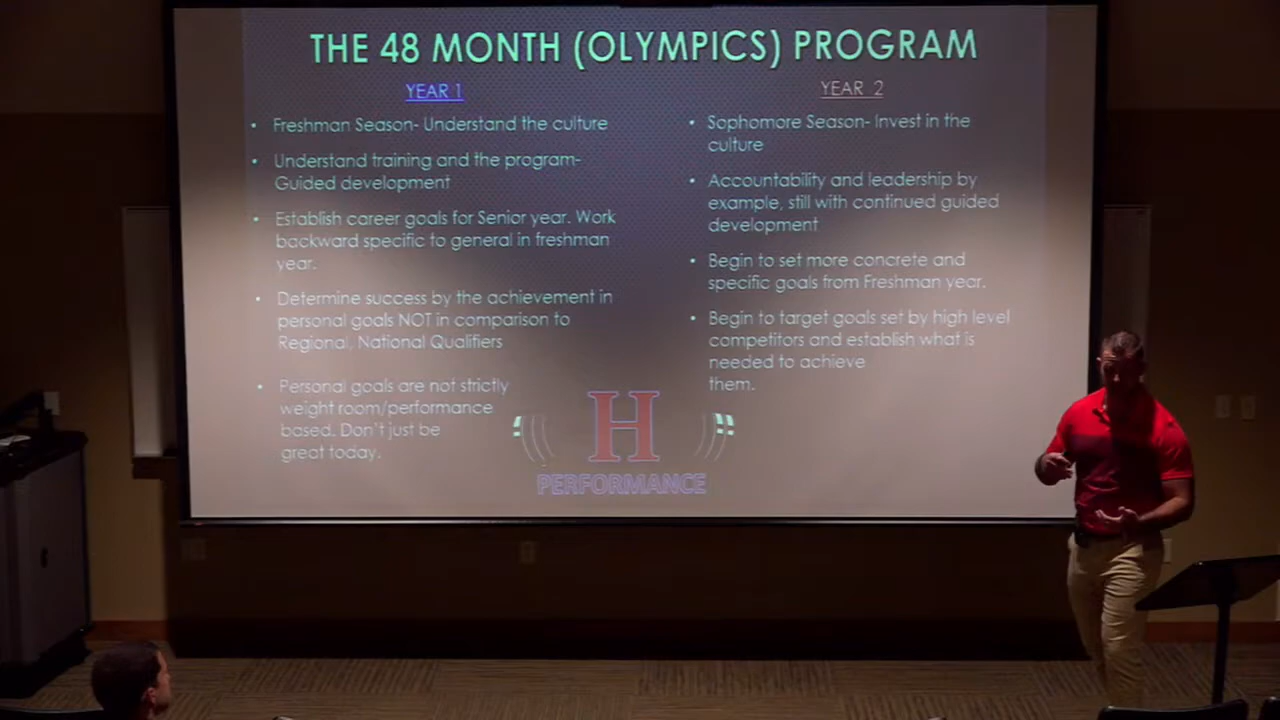 THE 48 MONTH (OLYMPICS) PROGRAM
YEAR 1
• Freshman Season- Understand the culture
• Understand training and the program-
Guided development
• Establish career goals for Senior year. Work
backward specific to general in freshman
year.
• Determine success by the achievement in
personal goals NOT in comparison to
Regional, National Qualifiers
• Personal goals are not strictly
weight room/performance
based. Don't just be
great today.
YEAR 2
• Sophomore Season- Invest in the
culture
• Accountability and leadership by
example, still with continued guided
development
• Begin to set more concrete and
specific goals from Freshman year.
• Begin to target goals set by high level
competitors and establish what is
needed to achieve
them.
H
PERFORMANCE